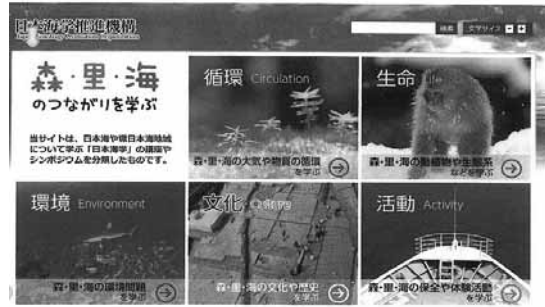 日本海学推進機構
検索 文字サイズ - +
森・里・海
のつながりを学ぶ
当サイトは、日本海や環日本海地域
について学ぶ「日本海学」の講座や
シンポジウムを分類したものです。
循環 Circulation
森・里・海の大気や物質の循環
を学ぶ
生命 Life
森・里・海の動植物や生態系
などを学ぶ
環境 Environment
森・里・海の環境問題
を学ぶ
文化 Culture
森・里・海の文化や歴史
を学ぶ
活動 Activity
森・里・海の保全や体験活動
を学ぶ